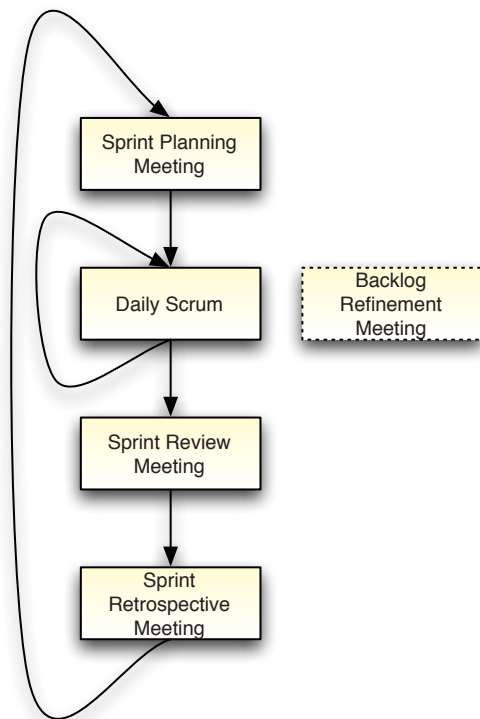 Sprint Planning
Meeting
Daily Scrum
Backlog
Refinement
Meeting
Sprint Review
Meeting
Sprint
Retrospective
Meeting